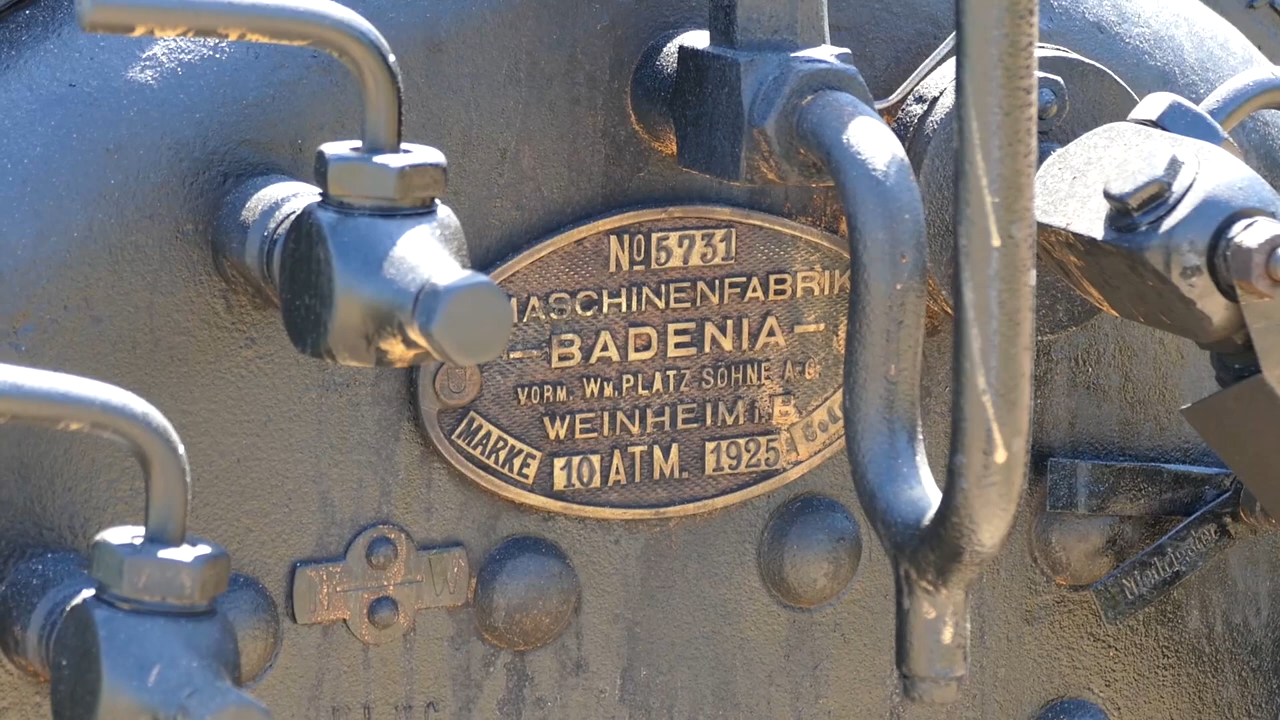 No 5731
MASCHINENFABRIK
- BADENIA -
VORM. WM. PLATZ SÖHNE A-G.
WEINHEIM i. B.
MARKE
10 ATM. 1925
N W